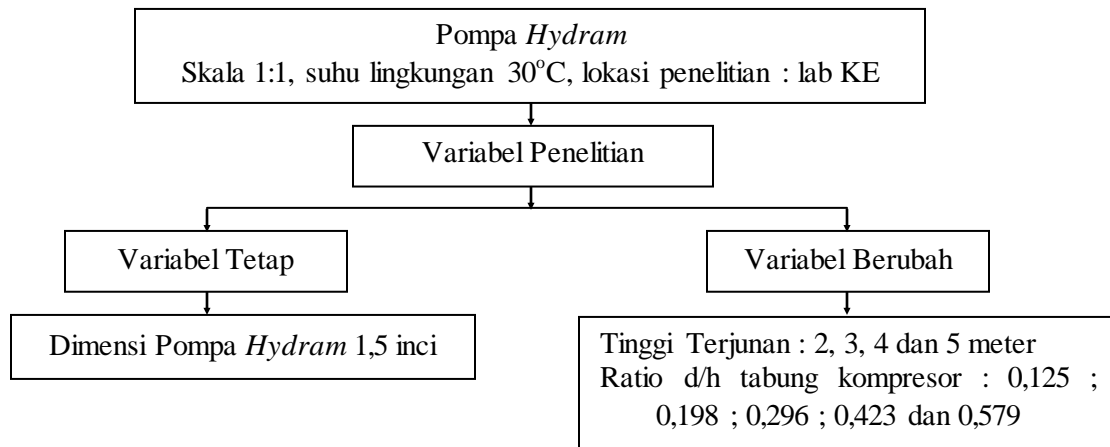 Pompa Hydram
Skala 1:1, suhu lingkungan 30°C, lokasi penelitian : lab KE
Variabel Penelitian
Variabel Tetap
Variabel Berubah
Dimensi Pompa Hydram 1,5 inci
Tinggi Terjunan : 2, 3, 4 dan 5 meter
Ratio d/h tabung kompresor : 0,125 ;
0,198 ; 0,296 ; 0,423 dan 0,579